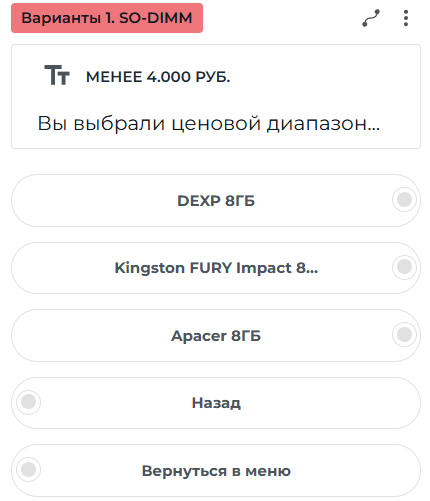 Варианты 1. SO-DIMM
МЕНЕЕ 4.000 РУБ.
Вы выбрали ценовой диапазон...
DEXP 8ГБ
Kingston FURY Impact 8...
Apacer 8ГБ
Назад
Вернуться в меню